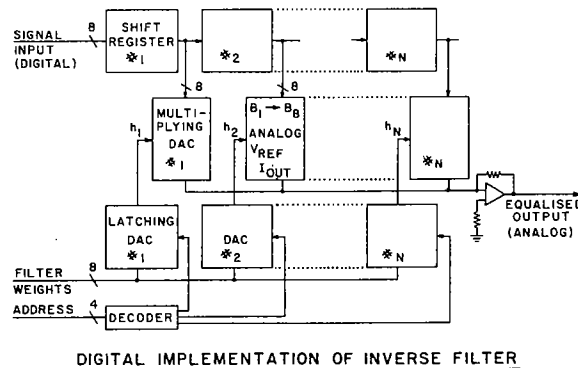 SIGNAL
INPUT
(DIGITAL)
8
SHIFT
REGISTER
*1
*2
*N
8
8
MULTI-
PLYING
DAC
*1
B1 → B8
ANALOG
VREF
IOUT
*N
h1
h2
hN
LATCHING
DAC
*1
DAC
*2
*N
EQUALISED
OUTPUT
(ANALOG)
FILTER
WEIGHTS
8
ADDRESS
4
DECODER
DIGITAL IMPLEMENTATION OF INVERSE FILTER